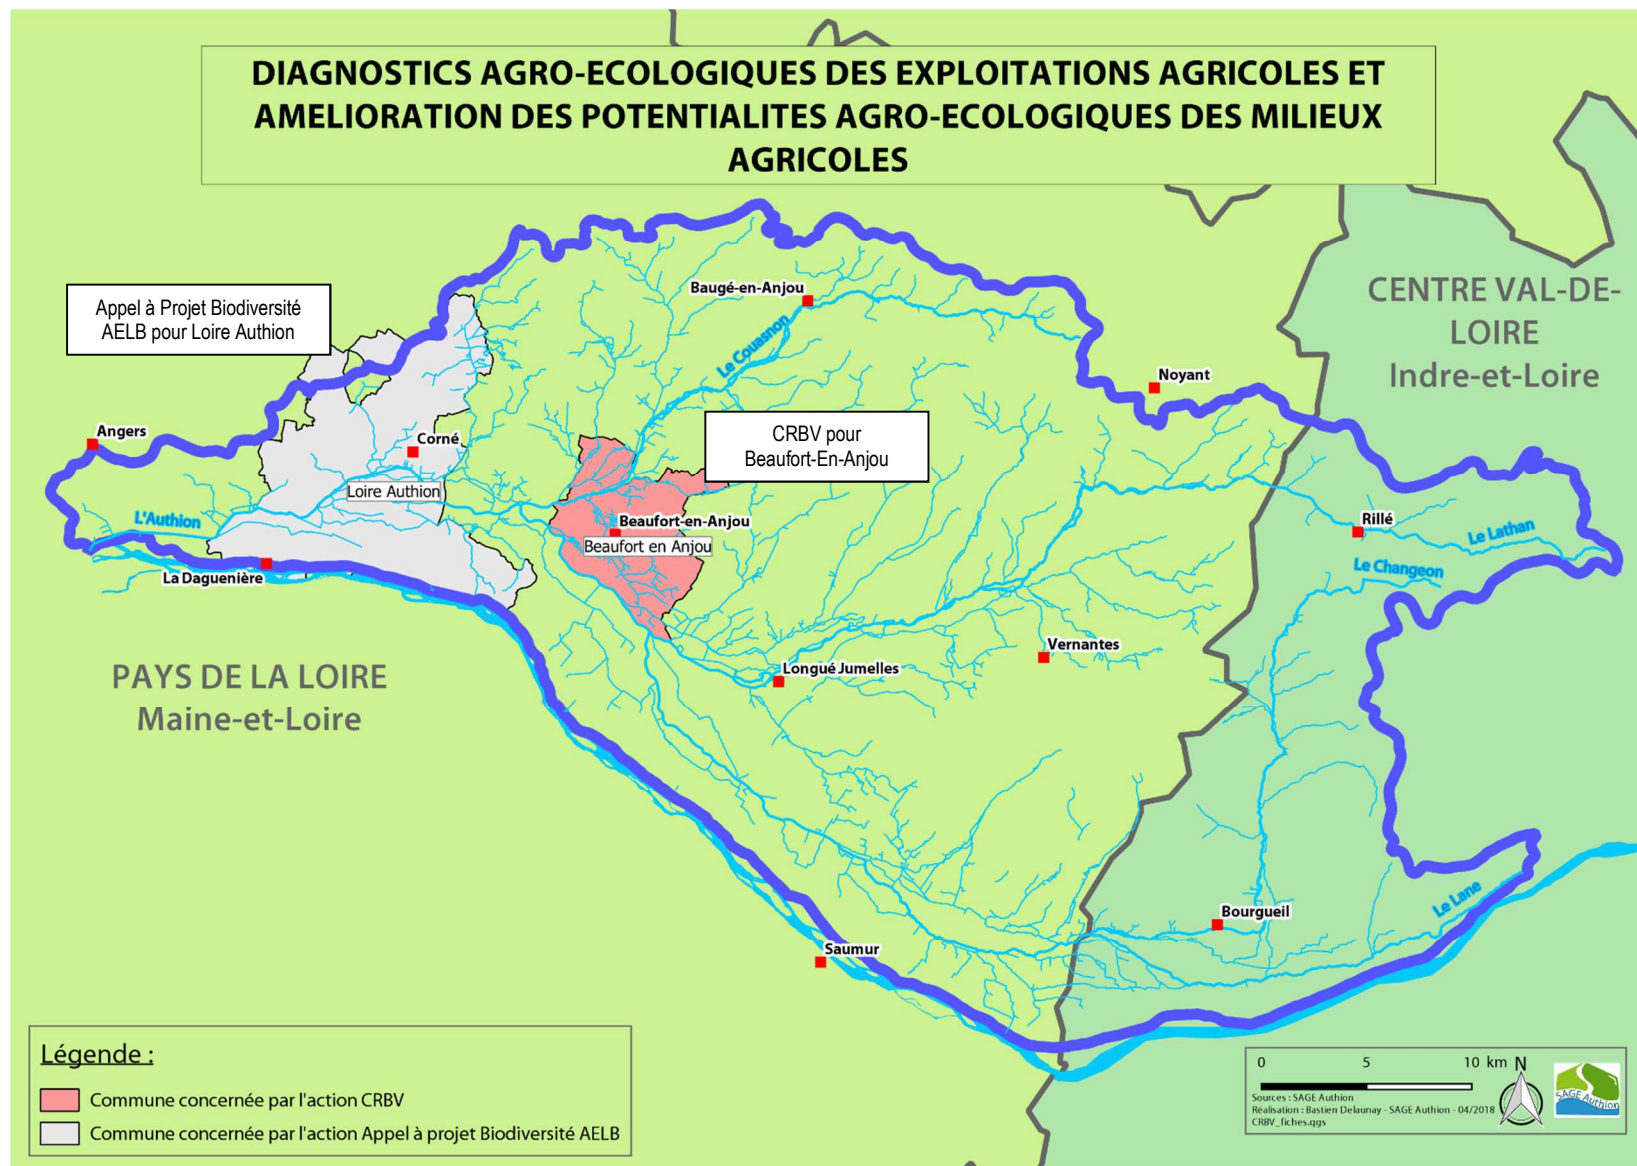 DIAGNOSTICS AGRO-ECOLOGIQUES DES EXPLOITATIONS AGRICOLES ET
AMELIORATION DES POTENTIALITES AGRO-ECOLOGIQUES DES MILIEUX
AGRICOLES
Appel à Projet Biodiversité
AELB pour Loire Authion
Baugé-en-Anjou
Le Couasnon
CENTRE VAL-DE-
LOIRE
Indre-et-Loire
Noyant
Angers
Corné
CRBV pour
Beaufort-En-Anjou
Loire Authion
L'Authion
Beaufort-en-Anjou
Beaufort en Anjou
Rillé
Le Lathan
Le Changeon
La Daguenière
Vernantes
Longué Jumelles
PAYS DE LA LOIRE
Maine-et-Loire
Bourgueil
Le Lane
Saumur
Légende :
Commune concernée par l'action CRBV
Commune concernée par l'action Appel à projet Biodiversité AELB
0 5 10 km N
Sources : SAGE Authion
Réalisation : Bastien Delaunay - SAGE Authion - 04/2018
CRBV_fiches.qgs
SAGE Authion